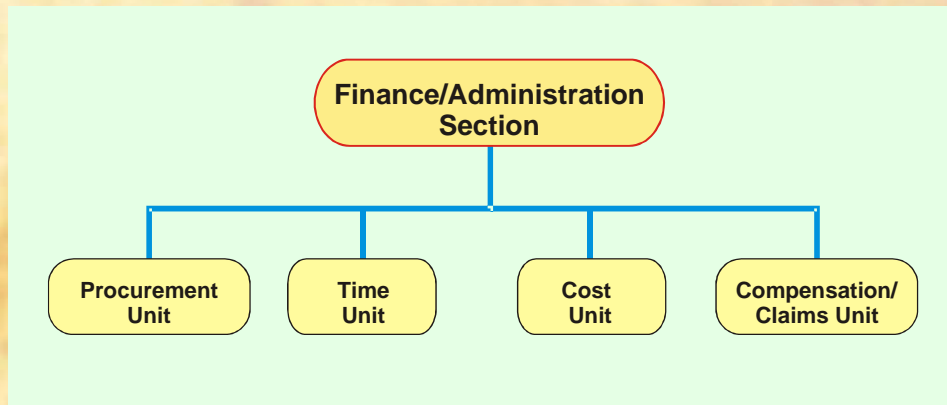 Finance/Administration
Section
Procurement
Unit
Time
Unit
Cost
Unit
Compensation/
Claims Unit